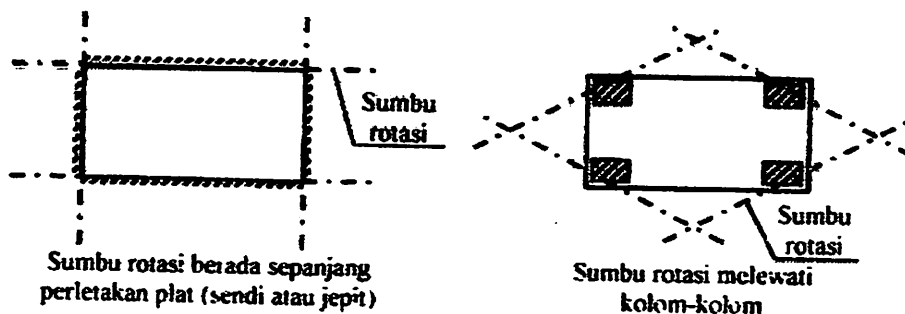 Sumbu
rotasi
Sumbu rotasi berada sepanjang
perletakan plat (sendi atau jepit)
Sumbu
rotasi
Sumbu rotasi melewati
kolom-kolom